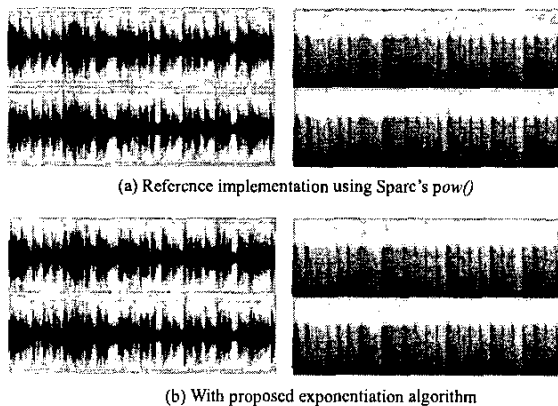 (a) Reference implementation using Sparc's pow()
(b) With proposed exponentiation algorithm